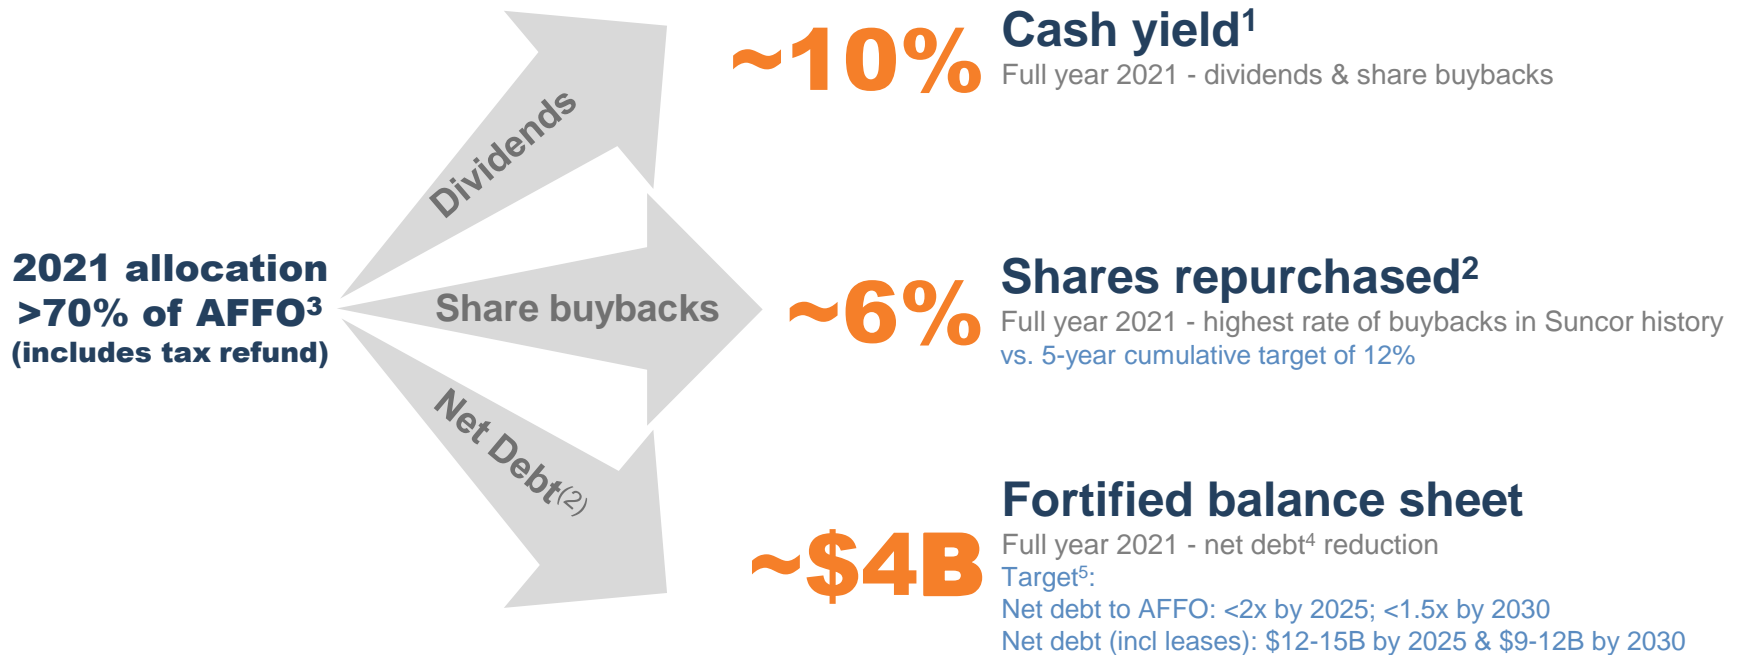 2021 allocation
>70% of AFFO³
(includes tax refund)
Dividends
Share buybacks
Net Debt(2)
~10%
Cash yield¹
Full year 2021 - dividends & share buybacks
~6%
Shares repurchased²
Full year 2021 - highest rate of buybacks in Suncor history
vs. 5-year cumulative target of 12%
~$4B
Fortified balance sheet
Full year 2021 - net debt⁴ reduction
Target⁵:
Net debt to AFFO: <2x by 2025; <1.5x by 2030
Net debt (incl leases): $12-15B by 2025 & $9-12B by 2030